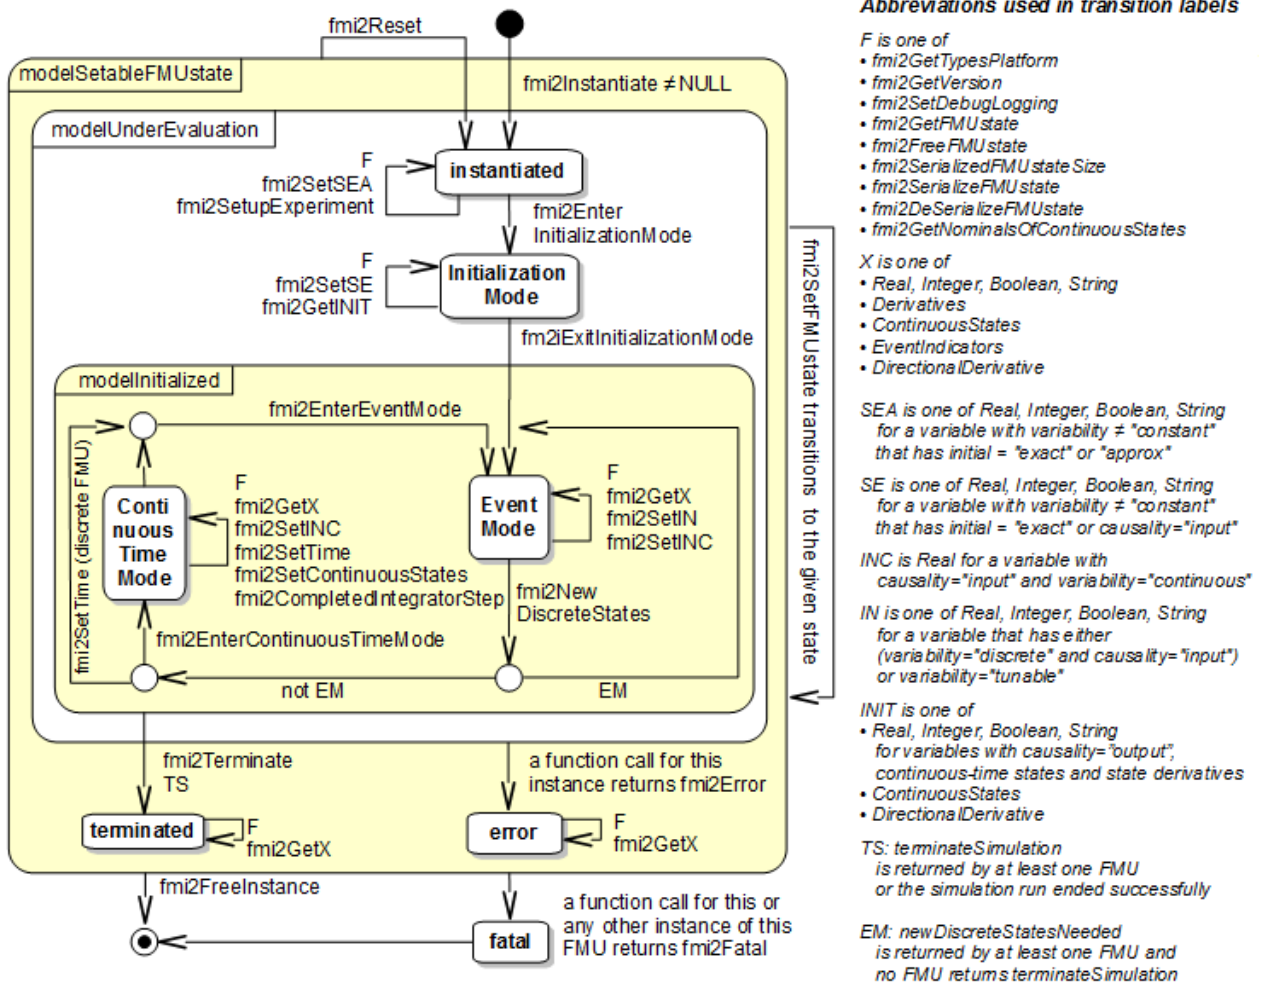 fmi2Reset
modelSetableFMUstate
fmi2Instantiate ≠ NULL
modelUnderEvaluation
F
fmi2SetSEA
fmi2SetupExperiment
instantiated
fmi2Enter
InitializationMode
F
fmi2SetSE
fmi2GetINIT
Initialization
Mode
fm2iExitInitializationMode
modelInitialized
fmi2EnterEventMode
fmi2SetTime (discrete FMU)
Conti
nuous
Time
Mode
F
fmi2GetX
fmi2SetINC
fmi2SetTime
fmi2SetContinuousStates
fmi2CompletedIntegratorStep
Event
Mode
F
fmi2GetX
fmi2SetIN
fmi2SetINC
fmi2New
DiscreteStates
fmi2EnterContinuousTimeMode
not EM
EM
fmi2SetFMUstate transitions to the given state
fmi2Terminate
TS
a function call for this
instance returns fmi2Error
terminated
F
fmi2GetX
error
F
fmi2GetX
fmi2FreeInstance
a function call for this or
any other instance of this
FMU returns fmi2Fatal
fatal
Abbreviations used in transition labels
F is one of
• fmi2GetTypesPlatform
• fmi2GetVersion
• fmi2SetDebugLogging
• fmi2GetFMUstate
• fmi2FreeFMUstate
• fmi2SerializedFMUstateSize
• fmi2SerializeFMUstate
• fmi2DeSerializeFMUstate
• fmi2GetNominalsOfContinuousStates
X is one of
• Real, Integer, Boolean, String
• Derivatives
• ContinuousStates
• EventIndicators
• DirectionalDerivative
SEA is one of Real, Integer, Boolean, String
for a variable with variability ≠ "constant"
that has initial = "exact" or "approx"
SE is one of Real, Integer, Boolean, String
for a variable with variability ≠ "constant"
that has initial = "exact" or causality="input"
INC is Real for a variable with
causality="input" and variability="continuous"
IN is one of Real, Integer, Boolean, String
for a variable that has either
(variability="discrete" and causality="input")
or variability="tunable"
INIT is one of
• Real, Integer, Boolean, String
for variables with causality="output",
continuous-time states and state derivatives
• ContinuousStates
• DirectionalDerivative
TS: terminateSimulation
is returned by at least one FMU
or the simulation run ended successfully
EM: newDiscreteStatesNeeded
is returned by at least one FMU and
no FMU returns terminateSimulation